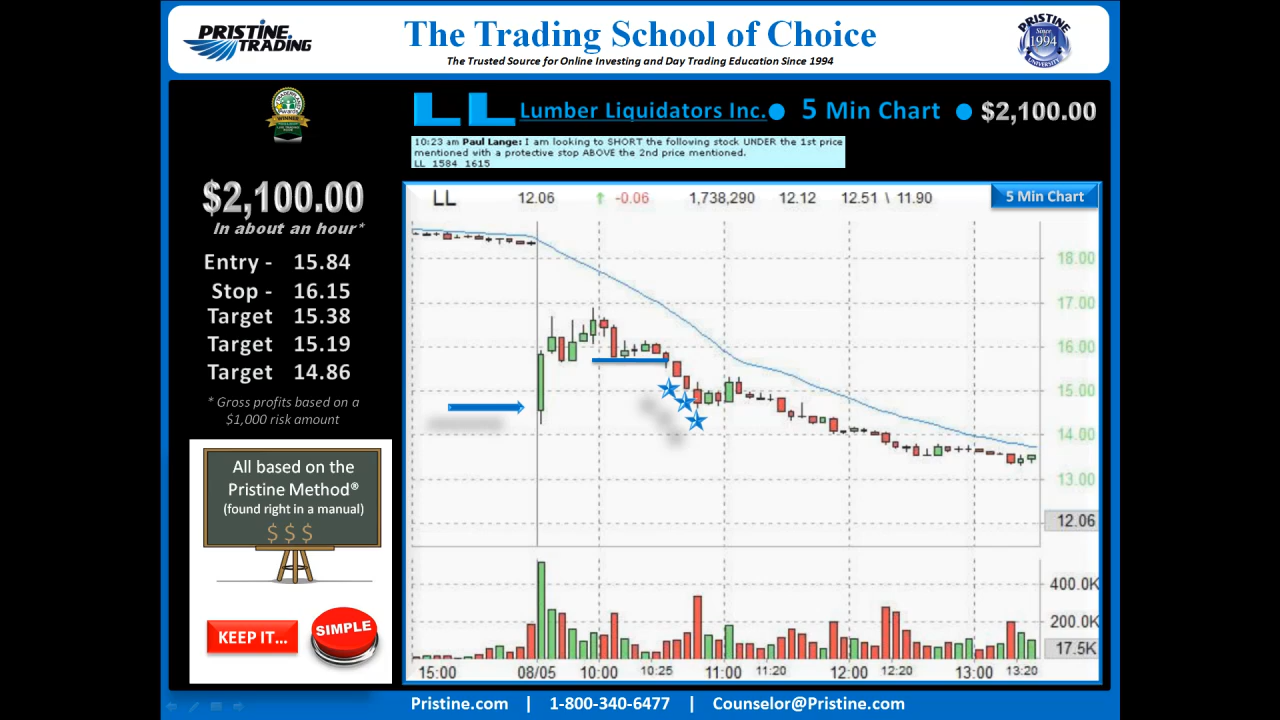 PRISTINE
TRADING
The Trading School of Choice
The Trusted Source for Online Investing and Day Trading Education Since 1994
PRISTINE
Since
1994
UNIVERSITY
WINNER
LL Lumber Liquidators Inc. ● 5 Min Chart ● $2,100.00
10:23 am Paul Lange: I am looking to SHORT the following stock UNDER the 1st price
mentioned with a protective stop ABOVE the 2nd price mentioned.
LL 1584 1615
$2,100.00
In about an hour*
Entry - 15.84
Stop - 16.15
Target 15.38
Target 15.19
Target 14.86
* Gross profits based on a
$1,000 risk amount
All based on the
Pristine Method®
(found right in a manual)
$ $ $
KEEP IT...
SIMPLE
LL 12.06 ↑ -0.06 1,738,290 12.12 12.51 \ 11.90
5 Min Chart
18.00
17.00
16.00
15.00
14.00
13.00
12.06
400.0K
200.0K
17.5K
15:00 08/05 10:00 10:25 11:00 11:20 12:00 12:20 13:00 13:20
Pristine.com | 1-800-340-6477 | Counselor@Pristine.com